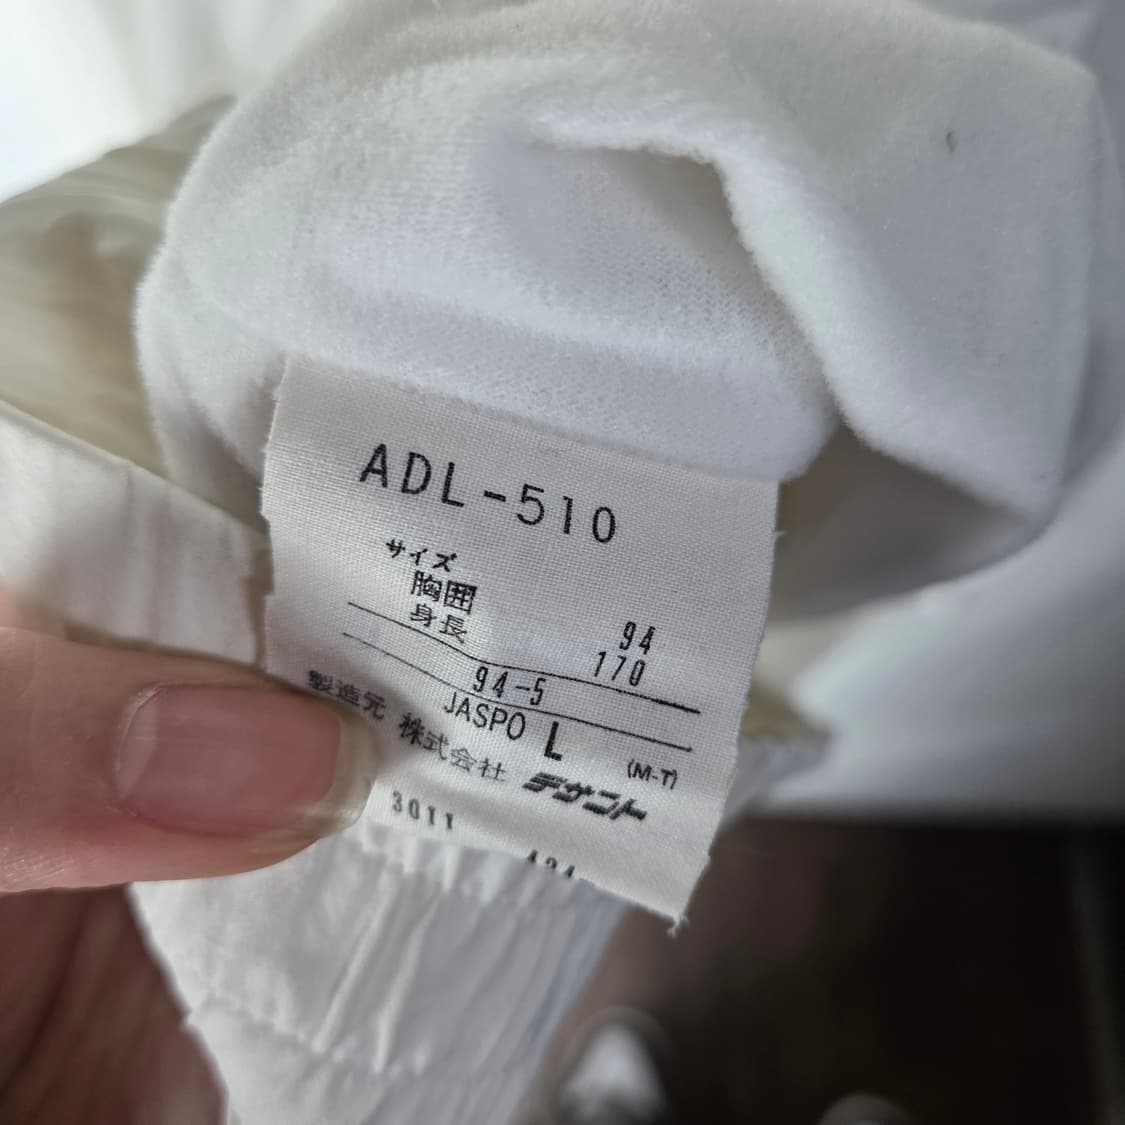 ADL-510
サイズ
胸囲 94
身長 170
94-5
JASPO L (M-T)
製造元 株式会社 デサント
3011